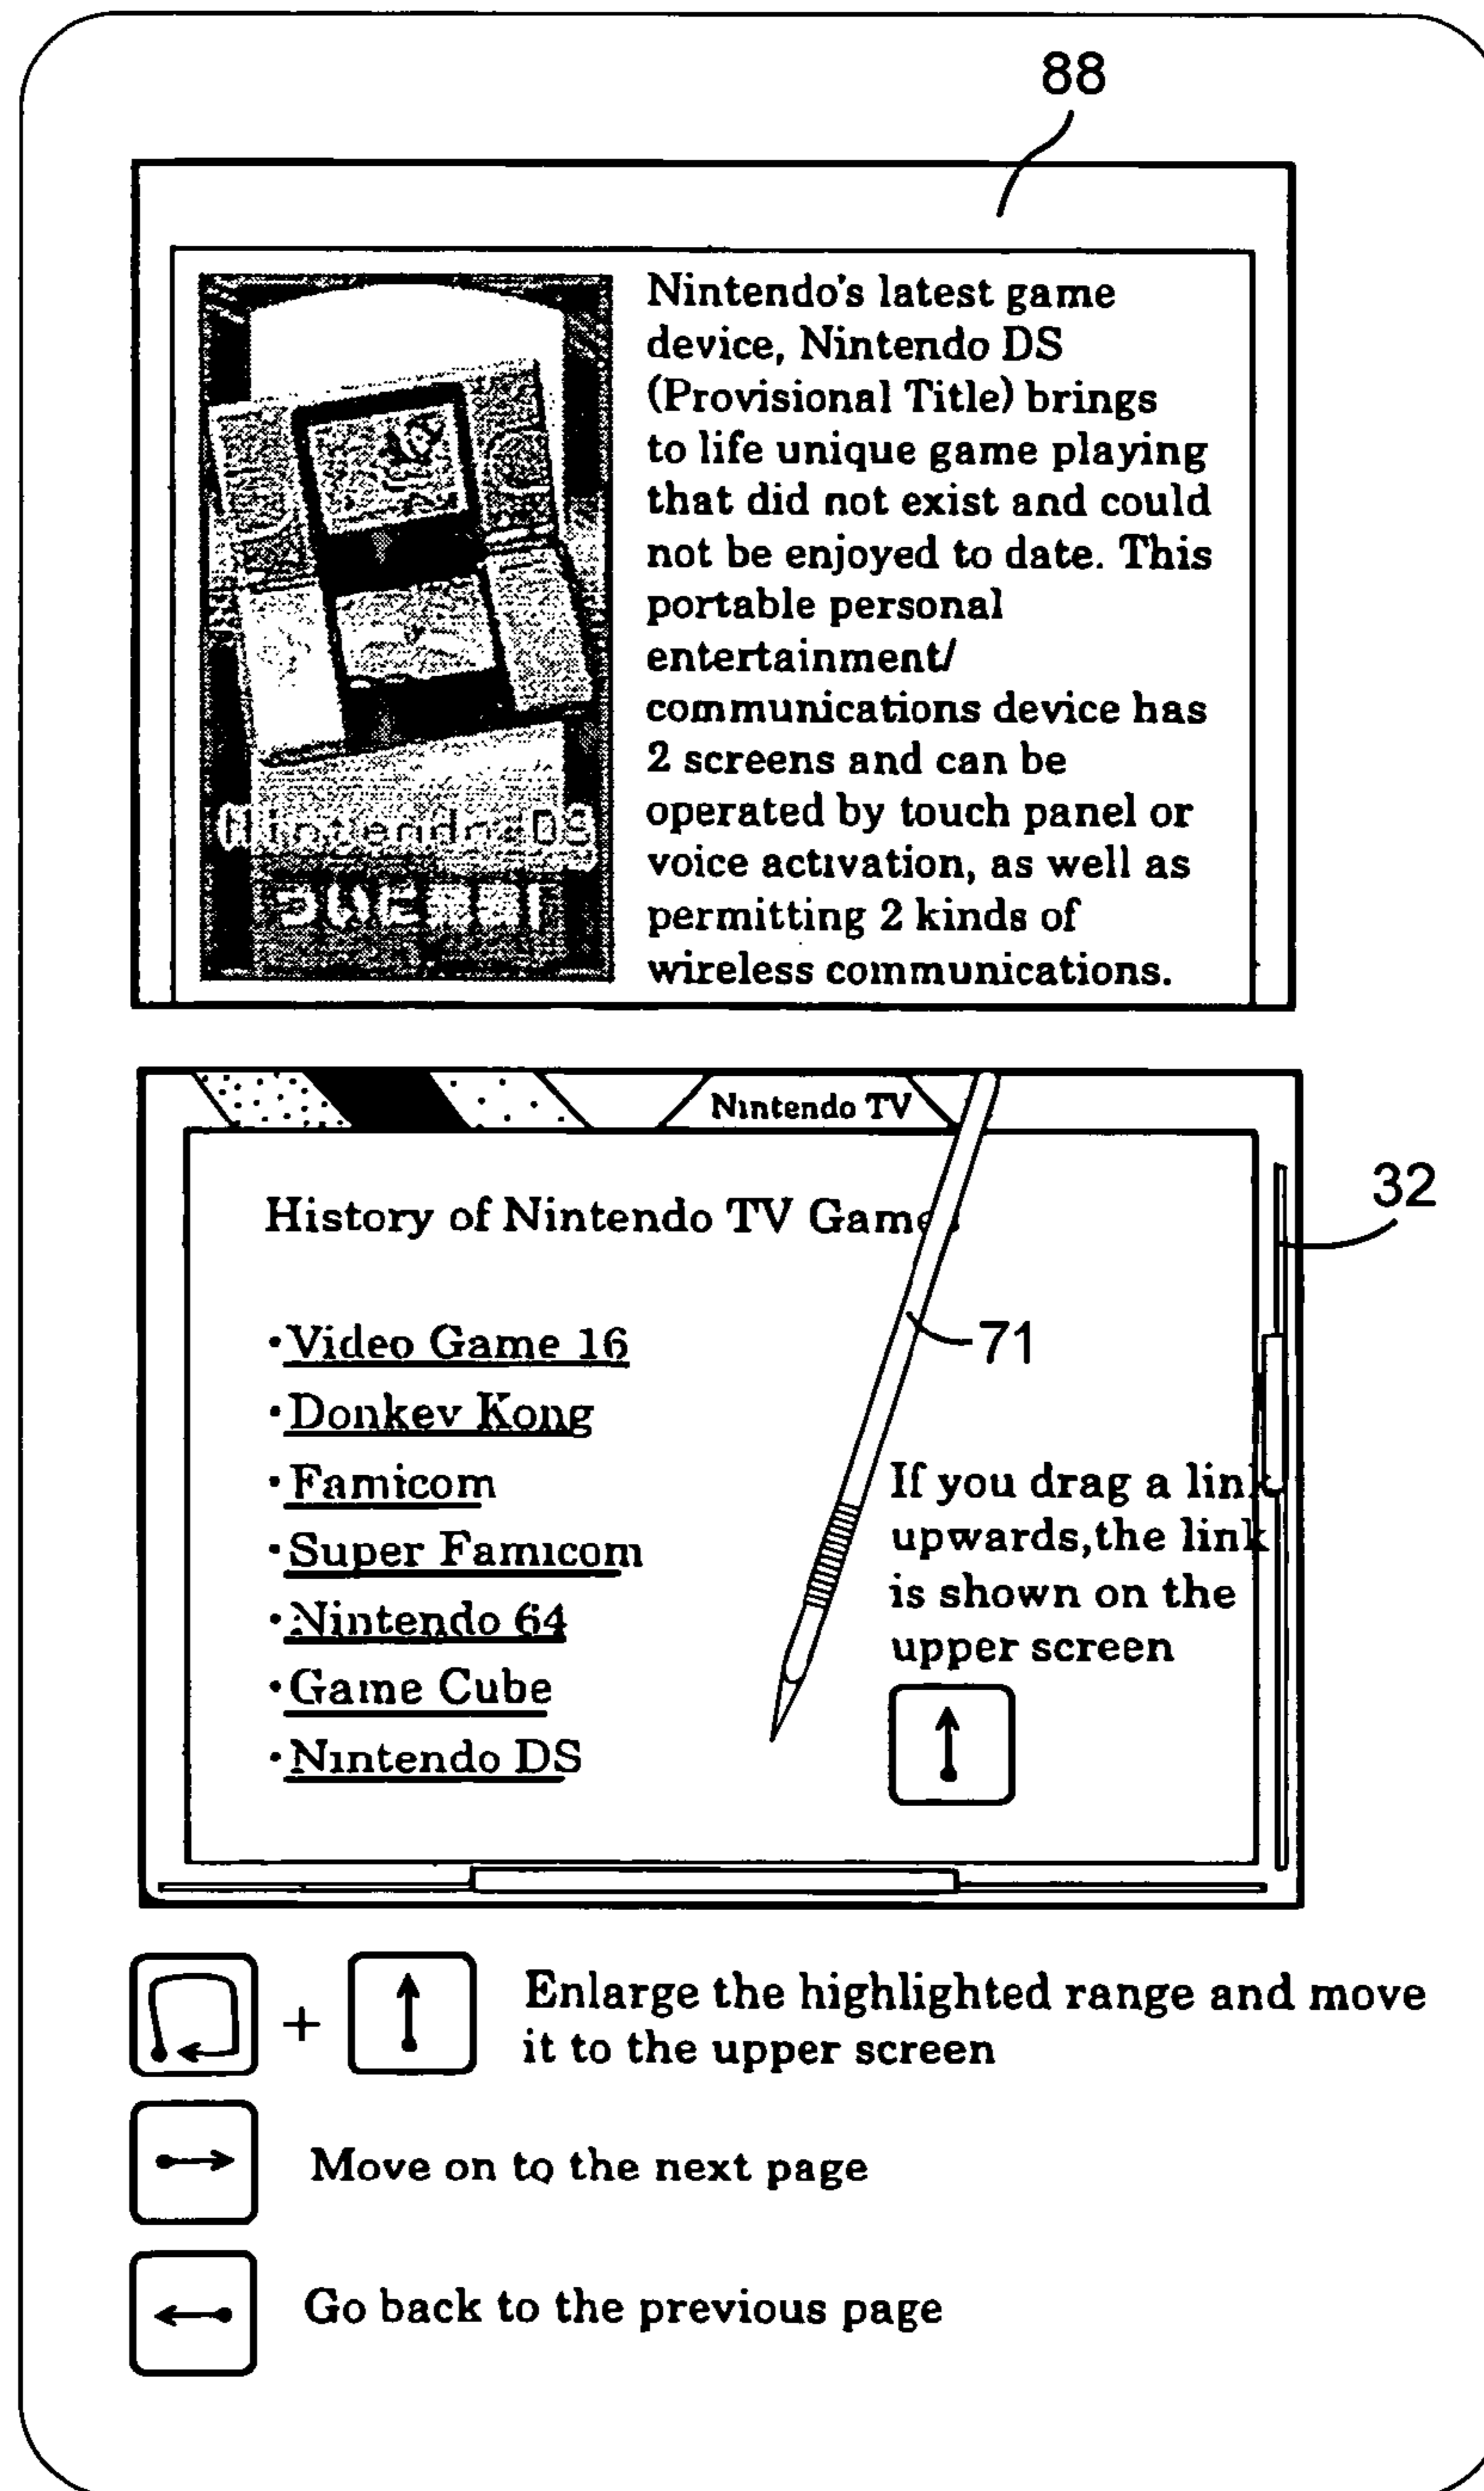 88
Nintendo's latest game
device, Nintendo DS
(Provisional Title) brings
to life unique game playing
that did not exist and could
not be enjoyed to date. This
portable personal
entertainment/
communications device has
2 screens and can be
operated by touch panel or
voice activation, as well as
permitting 2 kinds of
wireless communications.
Nintendo DS
Nintendo TV
32
History of Nintendo TV Game
71
·Video Game 16
·Donkey Kong
·Famicom
·Super Famicom
·Nintendo 64
·Game Cube
·Nintendo DS
If you drag a link
upwards,the link
is shown on the
upper screen
+ Enlarge the highlighted range and move
it to the upper screen
Move on to the next page
Go back to the previous page